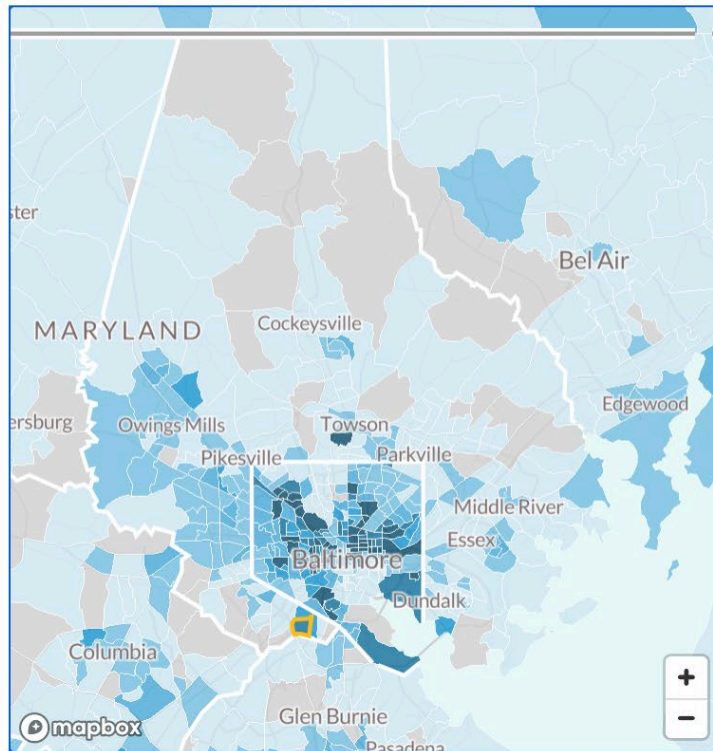 ster
Bel Air
MARYLAND
Cockeysville
ersburg
Edgewood
Owings Mills
Towson
Pikesville
Parkville
Middle River
Essex
Baltimore
Dundalk
Columbia
+
−
Glen Burnie
mapbox
Pasadena